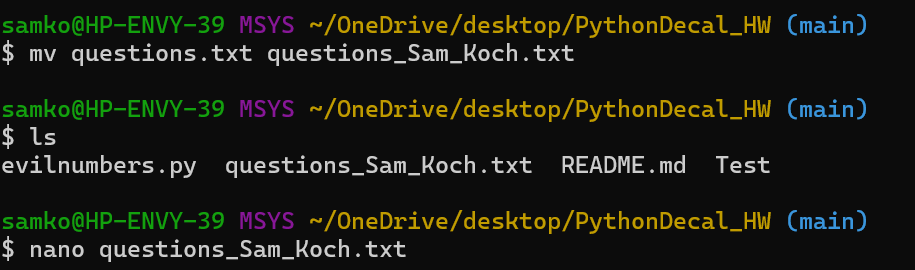 samko@HP-ENVY-39 MSYS ~/OneDrive/desktop/PythonDecal_HW (main)
$ mv questions.txt questions_Sam_Koch.txt
samko@HP-ENVY-39 MSYS ~/OneDrive/desktop/PythonDecal_HW (main)
$ ls
evilnumbers.py  questions_Sam_Koch.txt  README.md  Test
samko@HP-ENVY-39 MSYS ~/OneDrive/desktop/PythonDecal_HW (main)
$ nano questions_Sam_Koch.txt